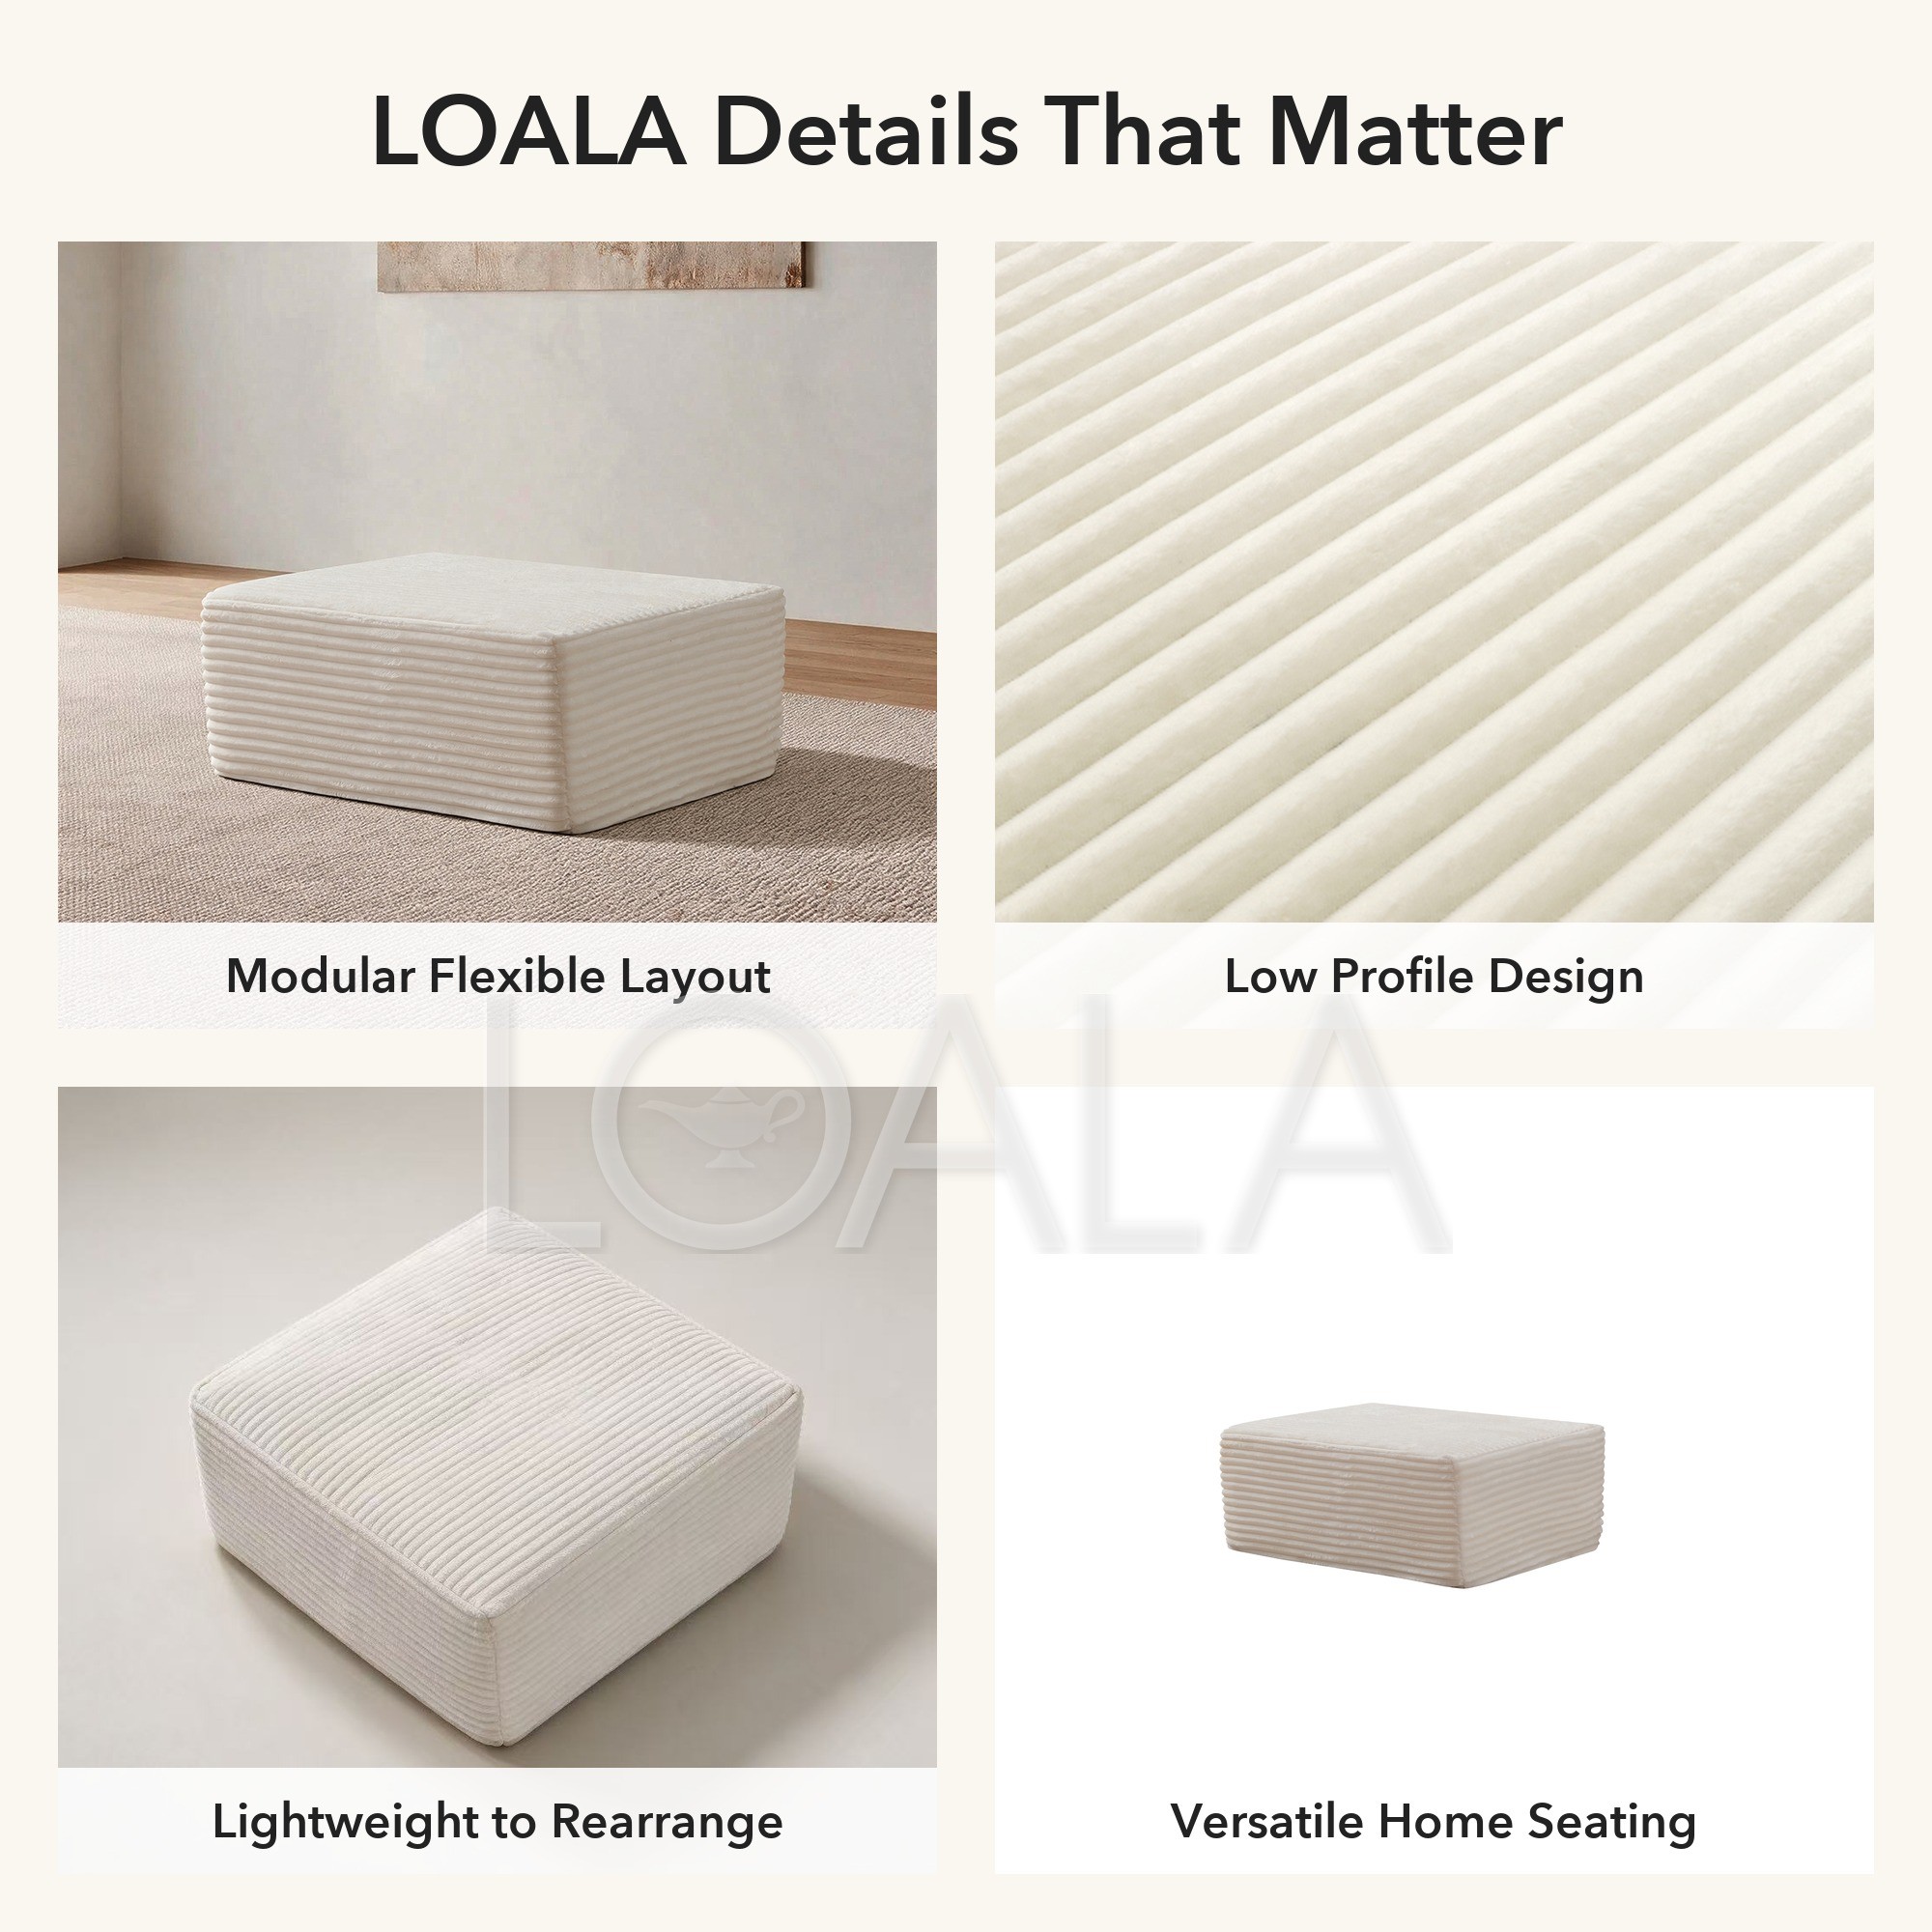 LOALA Details That Matter
Modular Flexible Layout
Low Profile Design
LOALA
Lightweight to Rearrange
Versatile Home Seating